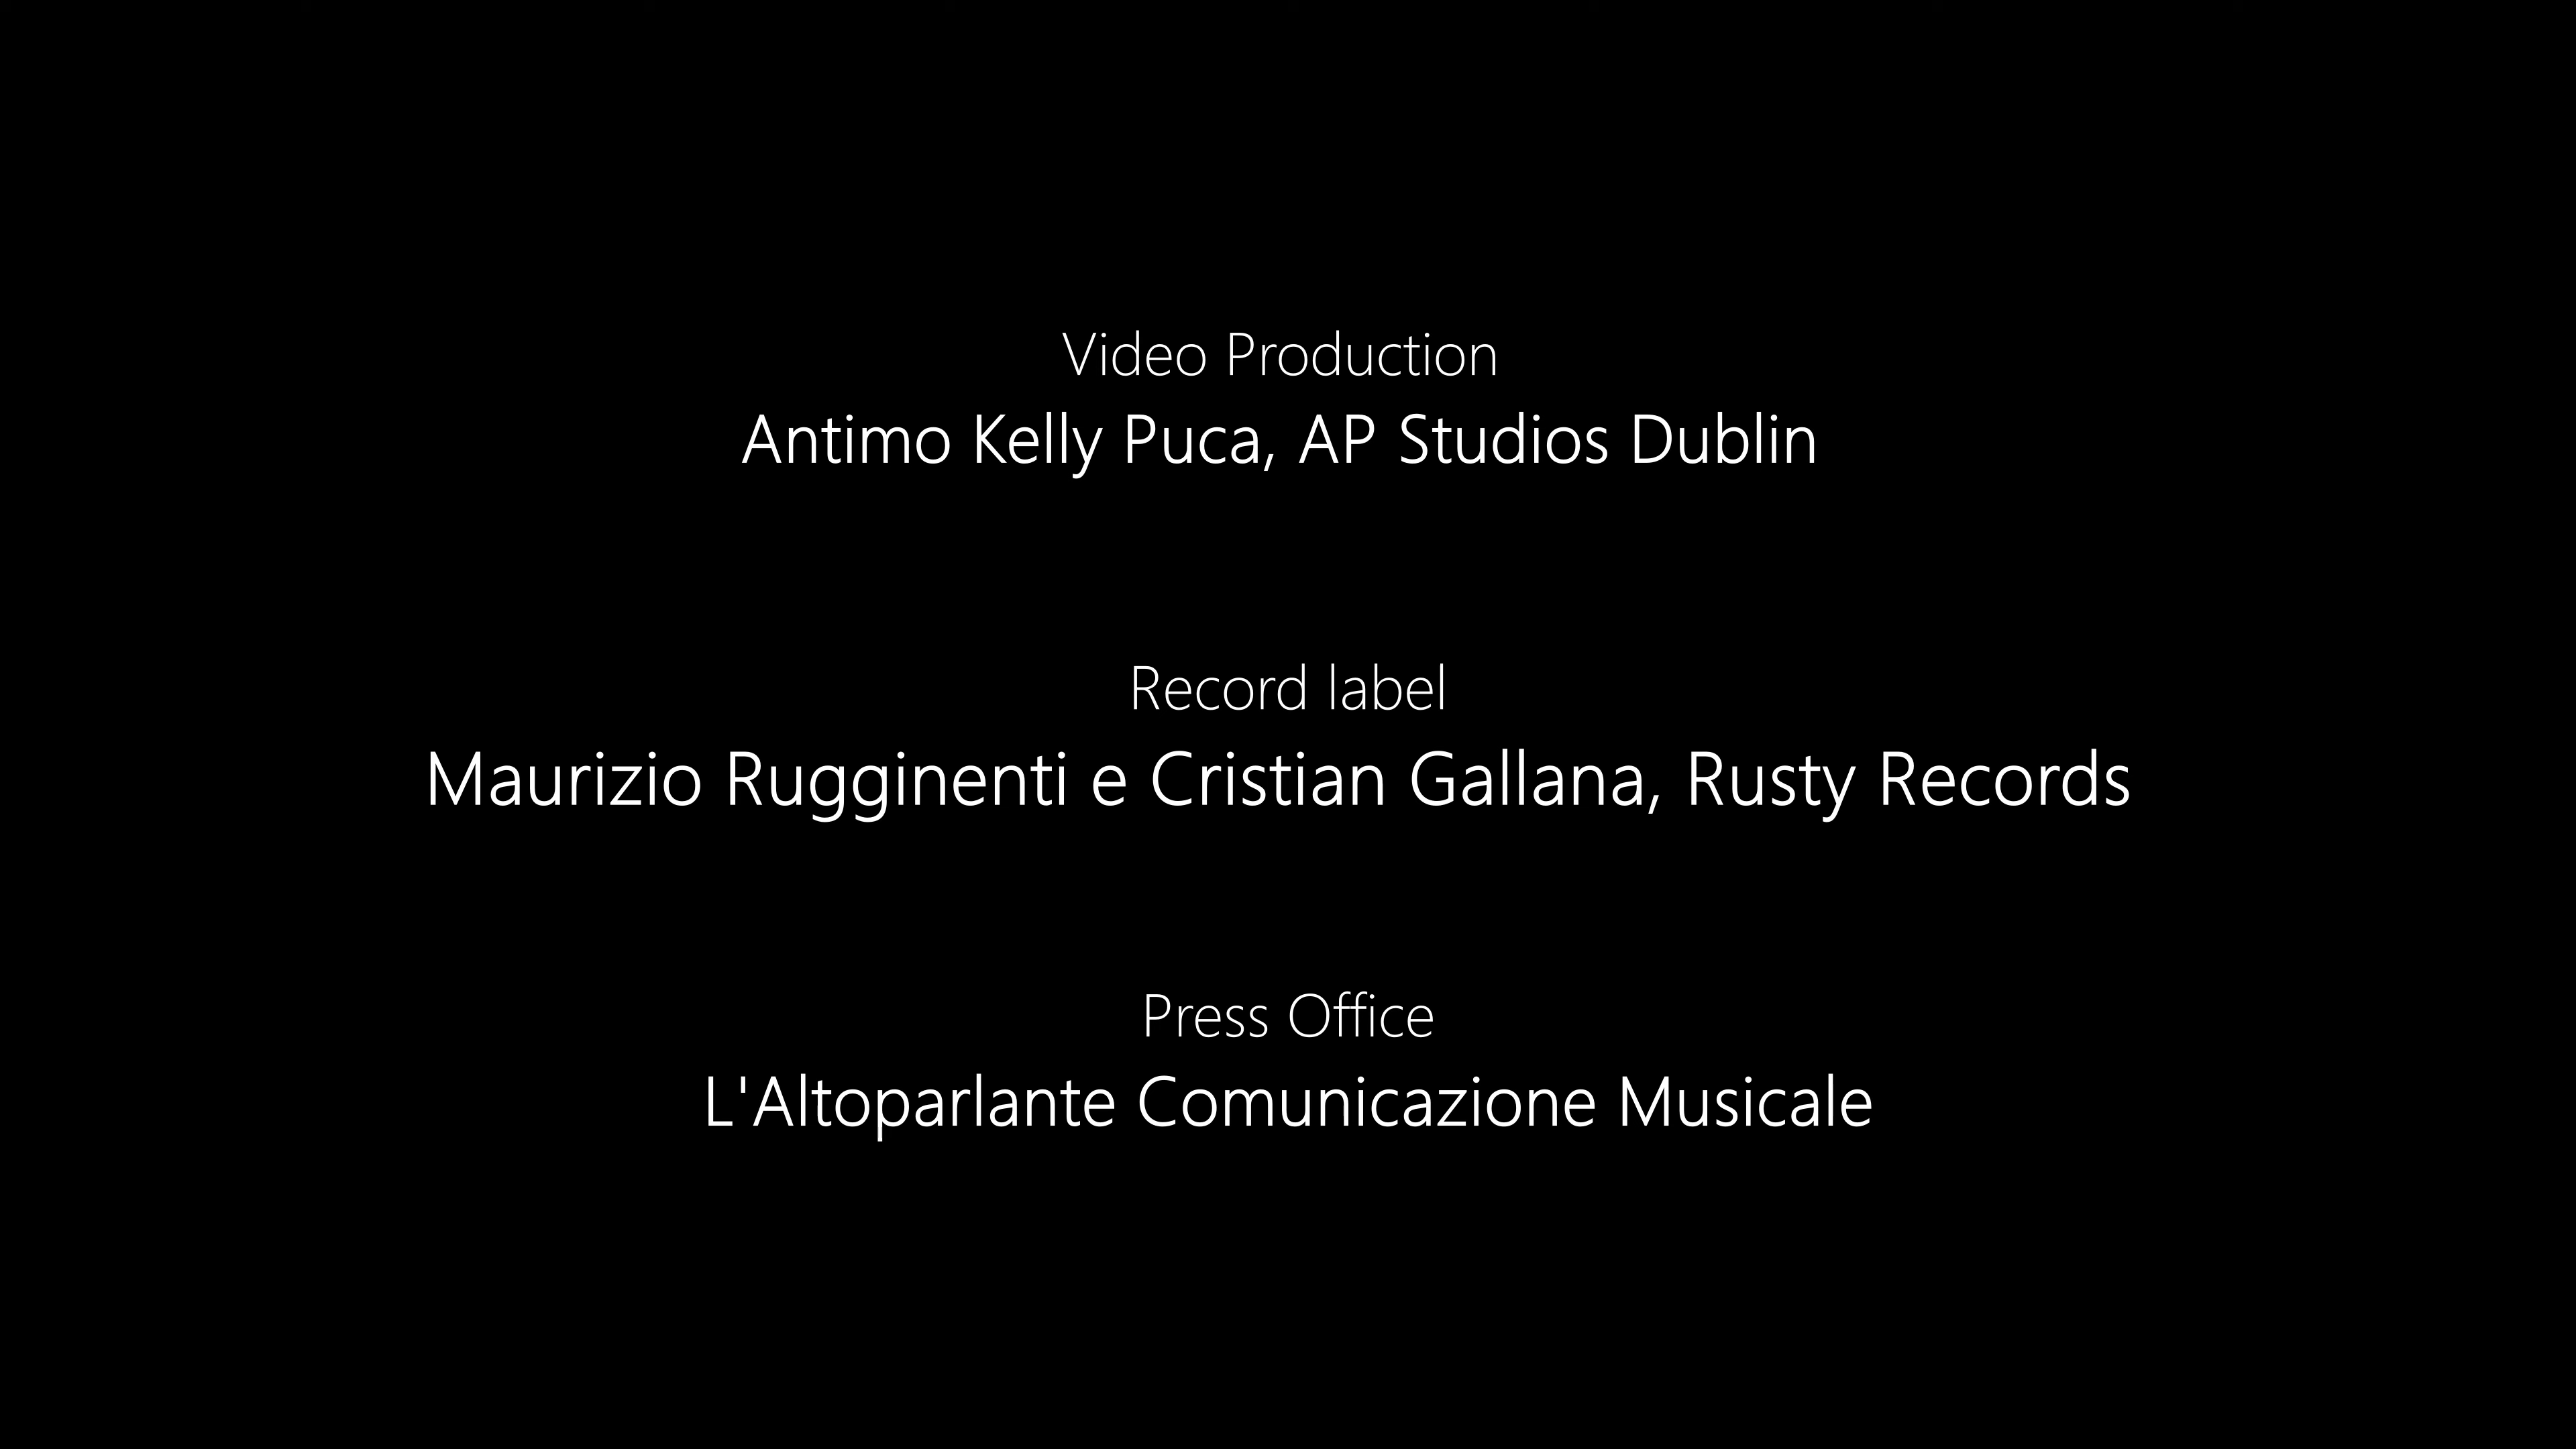 Video Production
Antimo Kelly Puca, AP Studios Dublin
Record label
Maurizio Rugginenti e Cristian Gallana, Rusty Records
Press Office
L'Altoparlante Comunicazione Musicale